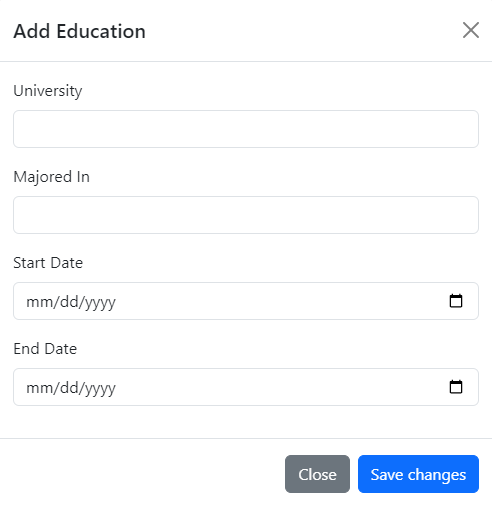 Add Education
University
Majored In
Start Date
mm/dd/yyyy
End Date
mm/dd/yyyy
Close Save changes